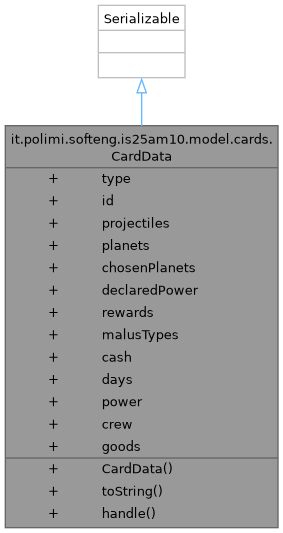 Serializable
it.polimi.softeng.is25am10.model.cards.
CardData
+ type
+ id
+ projectiles
+ planets
+ chosenPlanets
+ declaredPower
+ rewards
+ malusTypes
+ cash
+ days
+ power
+ crew
+ goods
+ CardData()
+ toString()
+ handle()